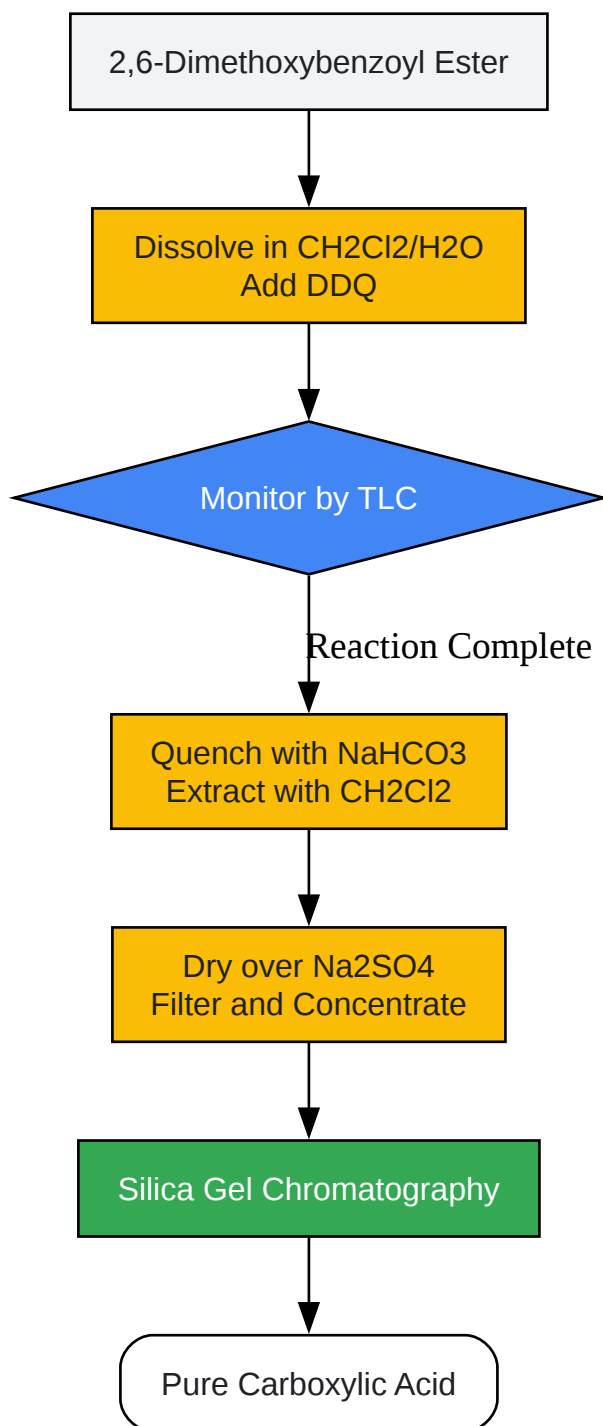 2,6-Dimethoxybenzoyl Ester
Dissolve in CH2Cl2/H2O
Add DDQ
Monitor by TLC
Reaction Complete
Quench with NaHCO3
Extract with CH2Cl2
Dry over Na2SO4
Filter and Concentrate
Silica Gel Chromatography
Pure Carboxylic Acid